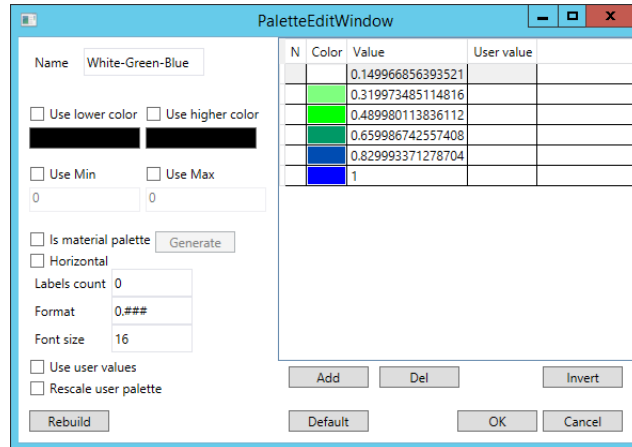 PaletteEditWindow
Name White-Green-Blue
Use lower color Use higher color
Use Min Use Max
0 0
Is material palette Generate
Horizontal
Labels count 0
Format 0.###
Font size 16
Use user values
Rescale user palette
Rebuild
N Color Value User value
0.149966856393521
0.319973485114816
0.489980113836112
0.659986742557408
0.829993371278704
1
Add Del Invert
Default OK Cancel